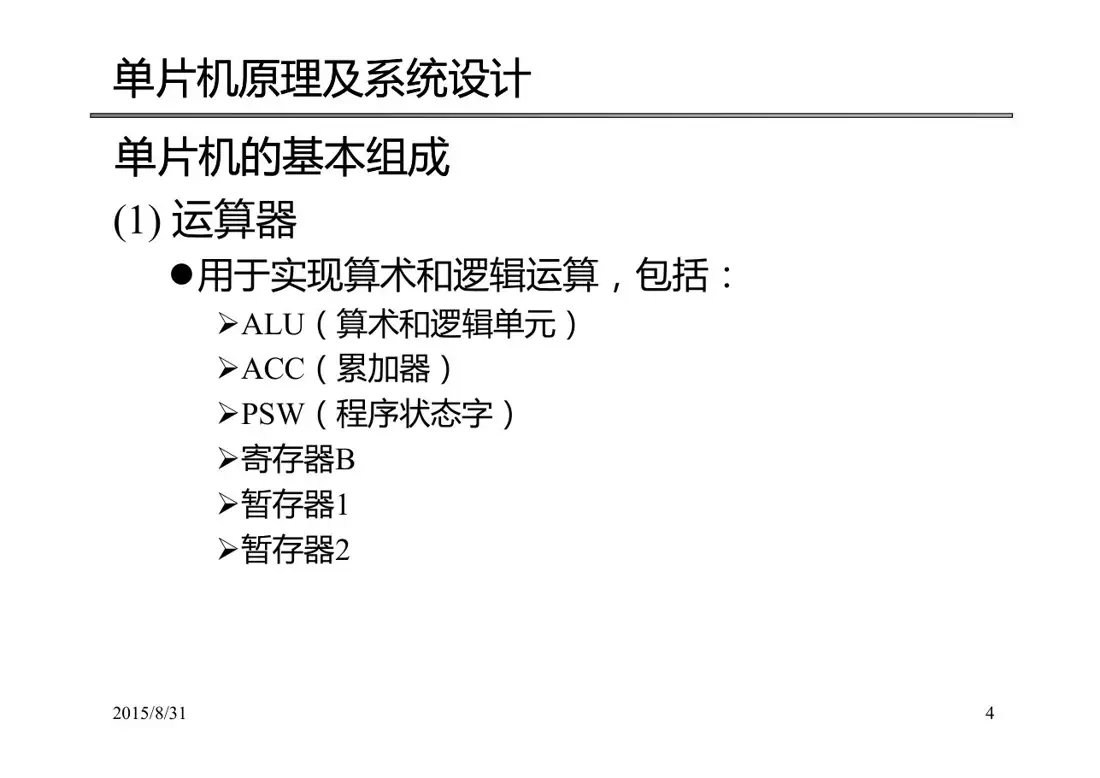 单片机原理及系统设计
单片机的基本组成
(1) 运算器
●用于实现算术和逻辑运算，包括：
➢ALU（算术和逻辑单元）
➢ACC（累加器）
➢PSW（程序状态字）
➢寄存器B
➢暂存器1
➢暂存器2
2015/8/31
4